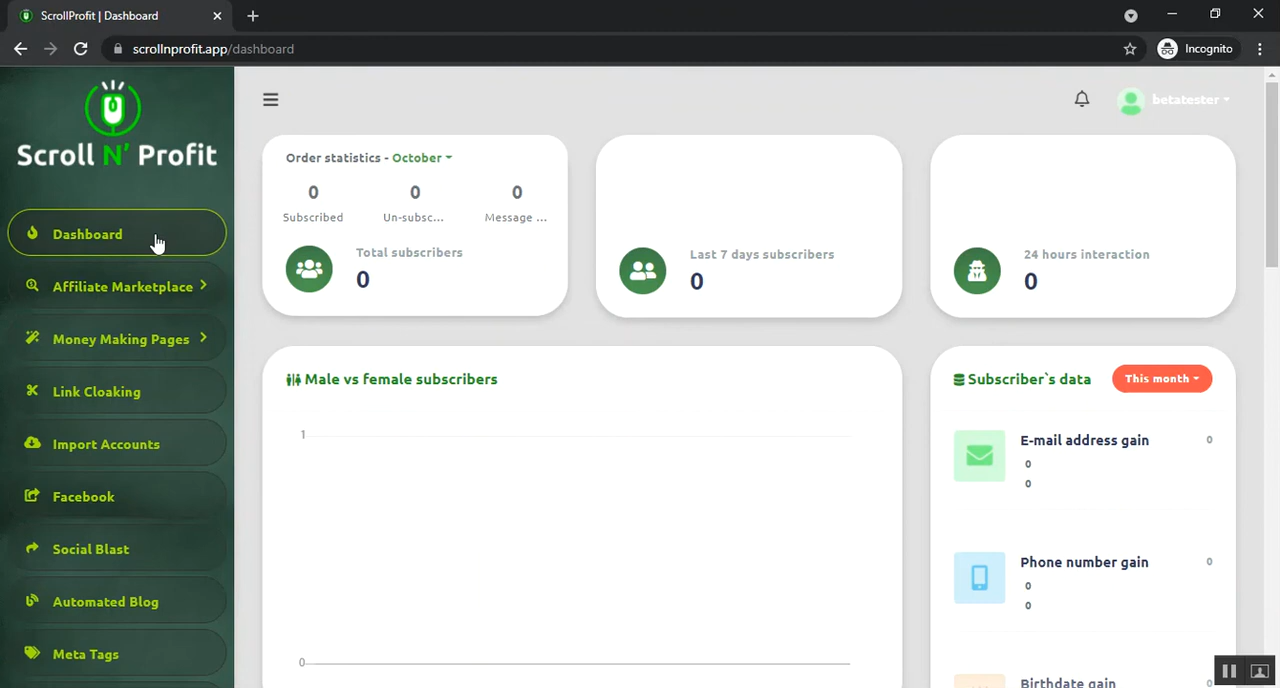 ScrollProfit | Dashboard
scrollnprofit.app/dashboard
Incognito
Scroll N' Profit
betatester
Dashboard
Affiliate Marketplace
Money Making Pages
Link Cloaking
Import Accounts
Facebook
Social Blast
Automated Blog
Meta Tags
Order statistics - October
0 0 0
Subscribed Un-subsc... Message ...
Total subscribers
0
Last 7 days subscribers
0
24 hours interaction
0
Male vs female subscribers
1
0
Subscriber`s data
This month
E-mail address gain 0
0
0
Phone number gain 0
0
0
Birthdate gain 0